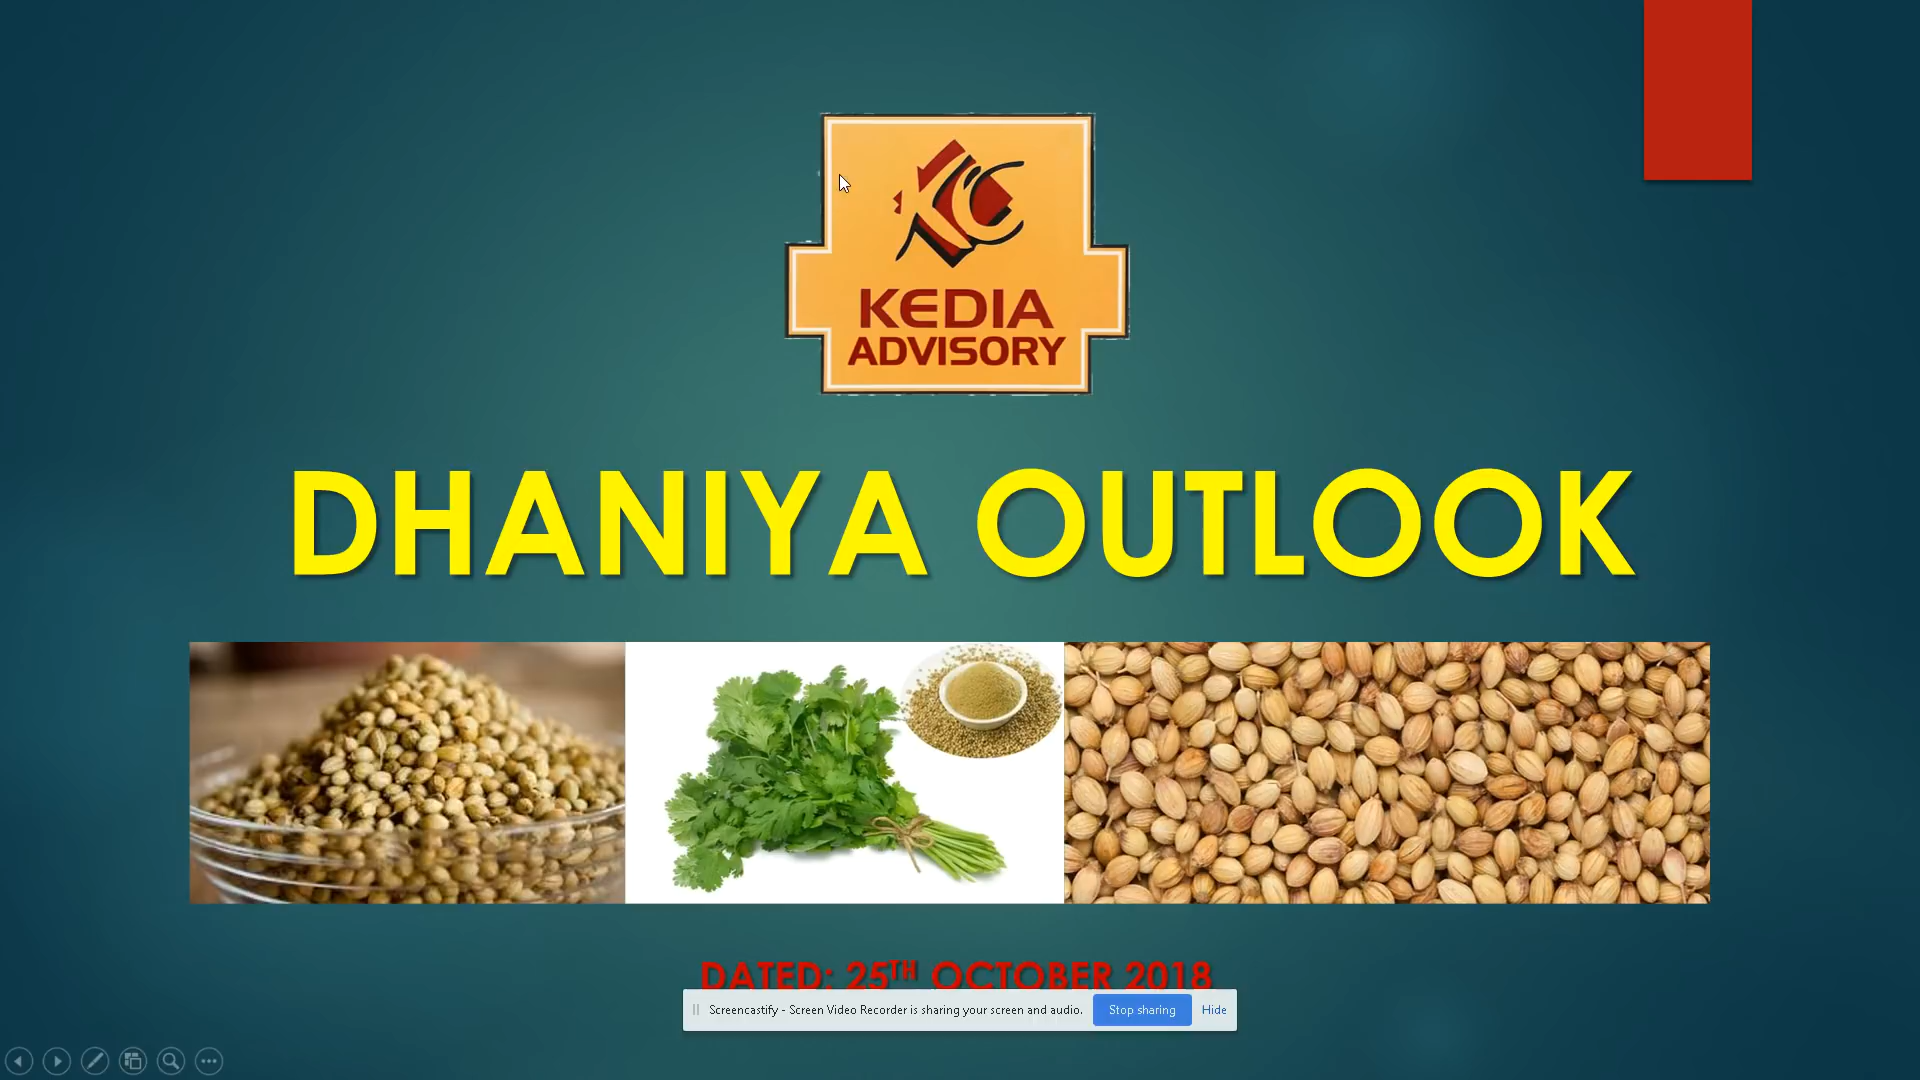 KC
KEDIA
ADVISORY
DHANIYA OUTLOOK
DATED: 25TH OCTOBER 2018
Screencastify - Screen Video Recorder is sharing your screen and audio. Stop sharing Hide